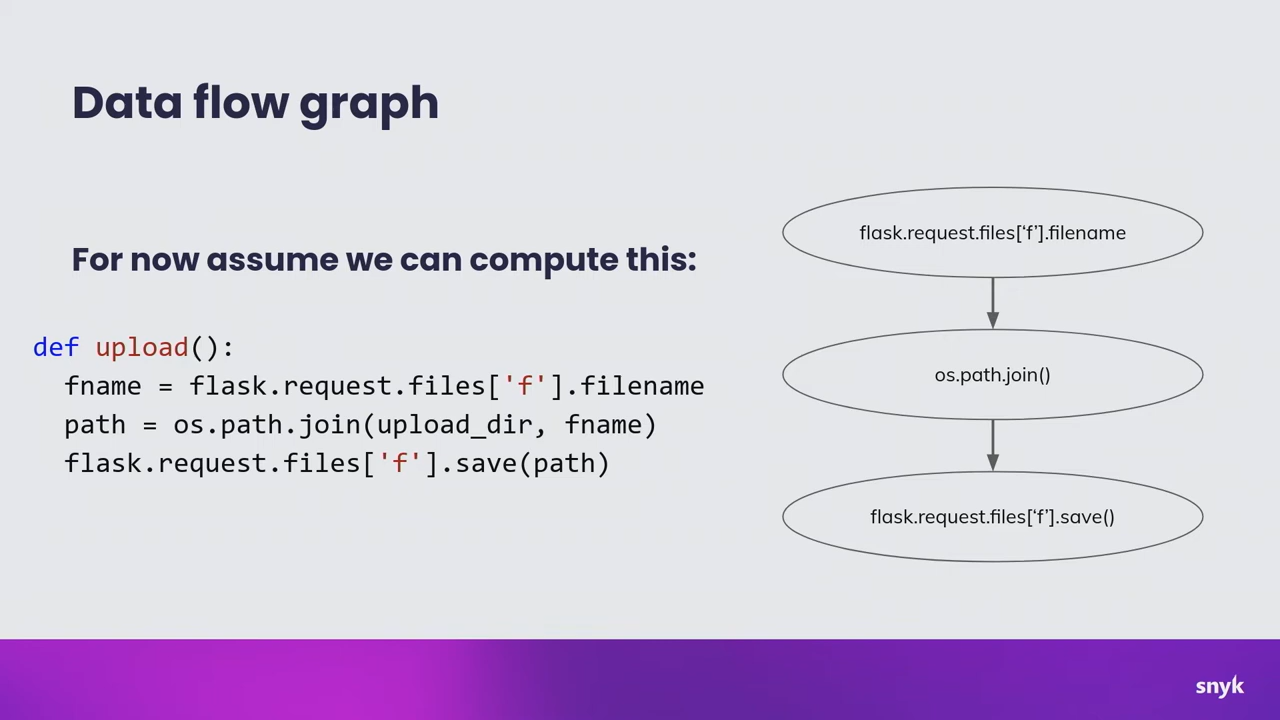 Data flow graph
For now assume we can compute this:
def upload():
  fname = flask.request.files['f'].filename
  path = os.path.join(upload_dir, fname)
  flask.request.files['f'].save(path)
flask.request.files[‘f’].filename
os.path.join()
flask.request.files[‘f’].save()
snyk